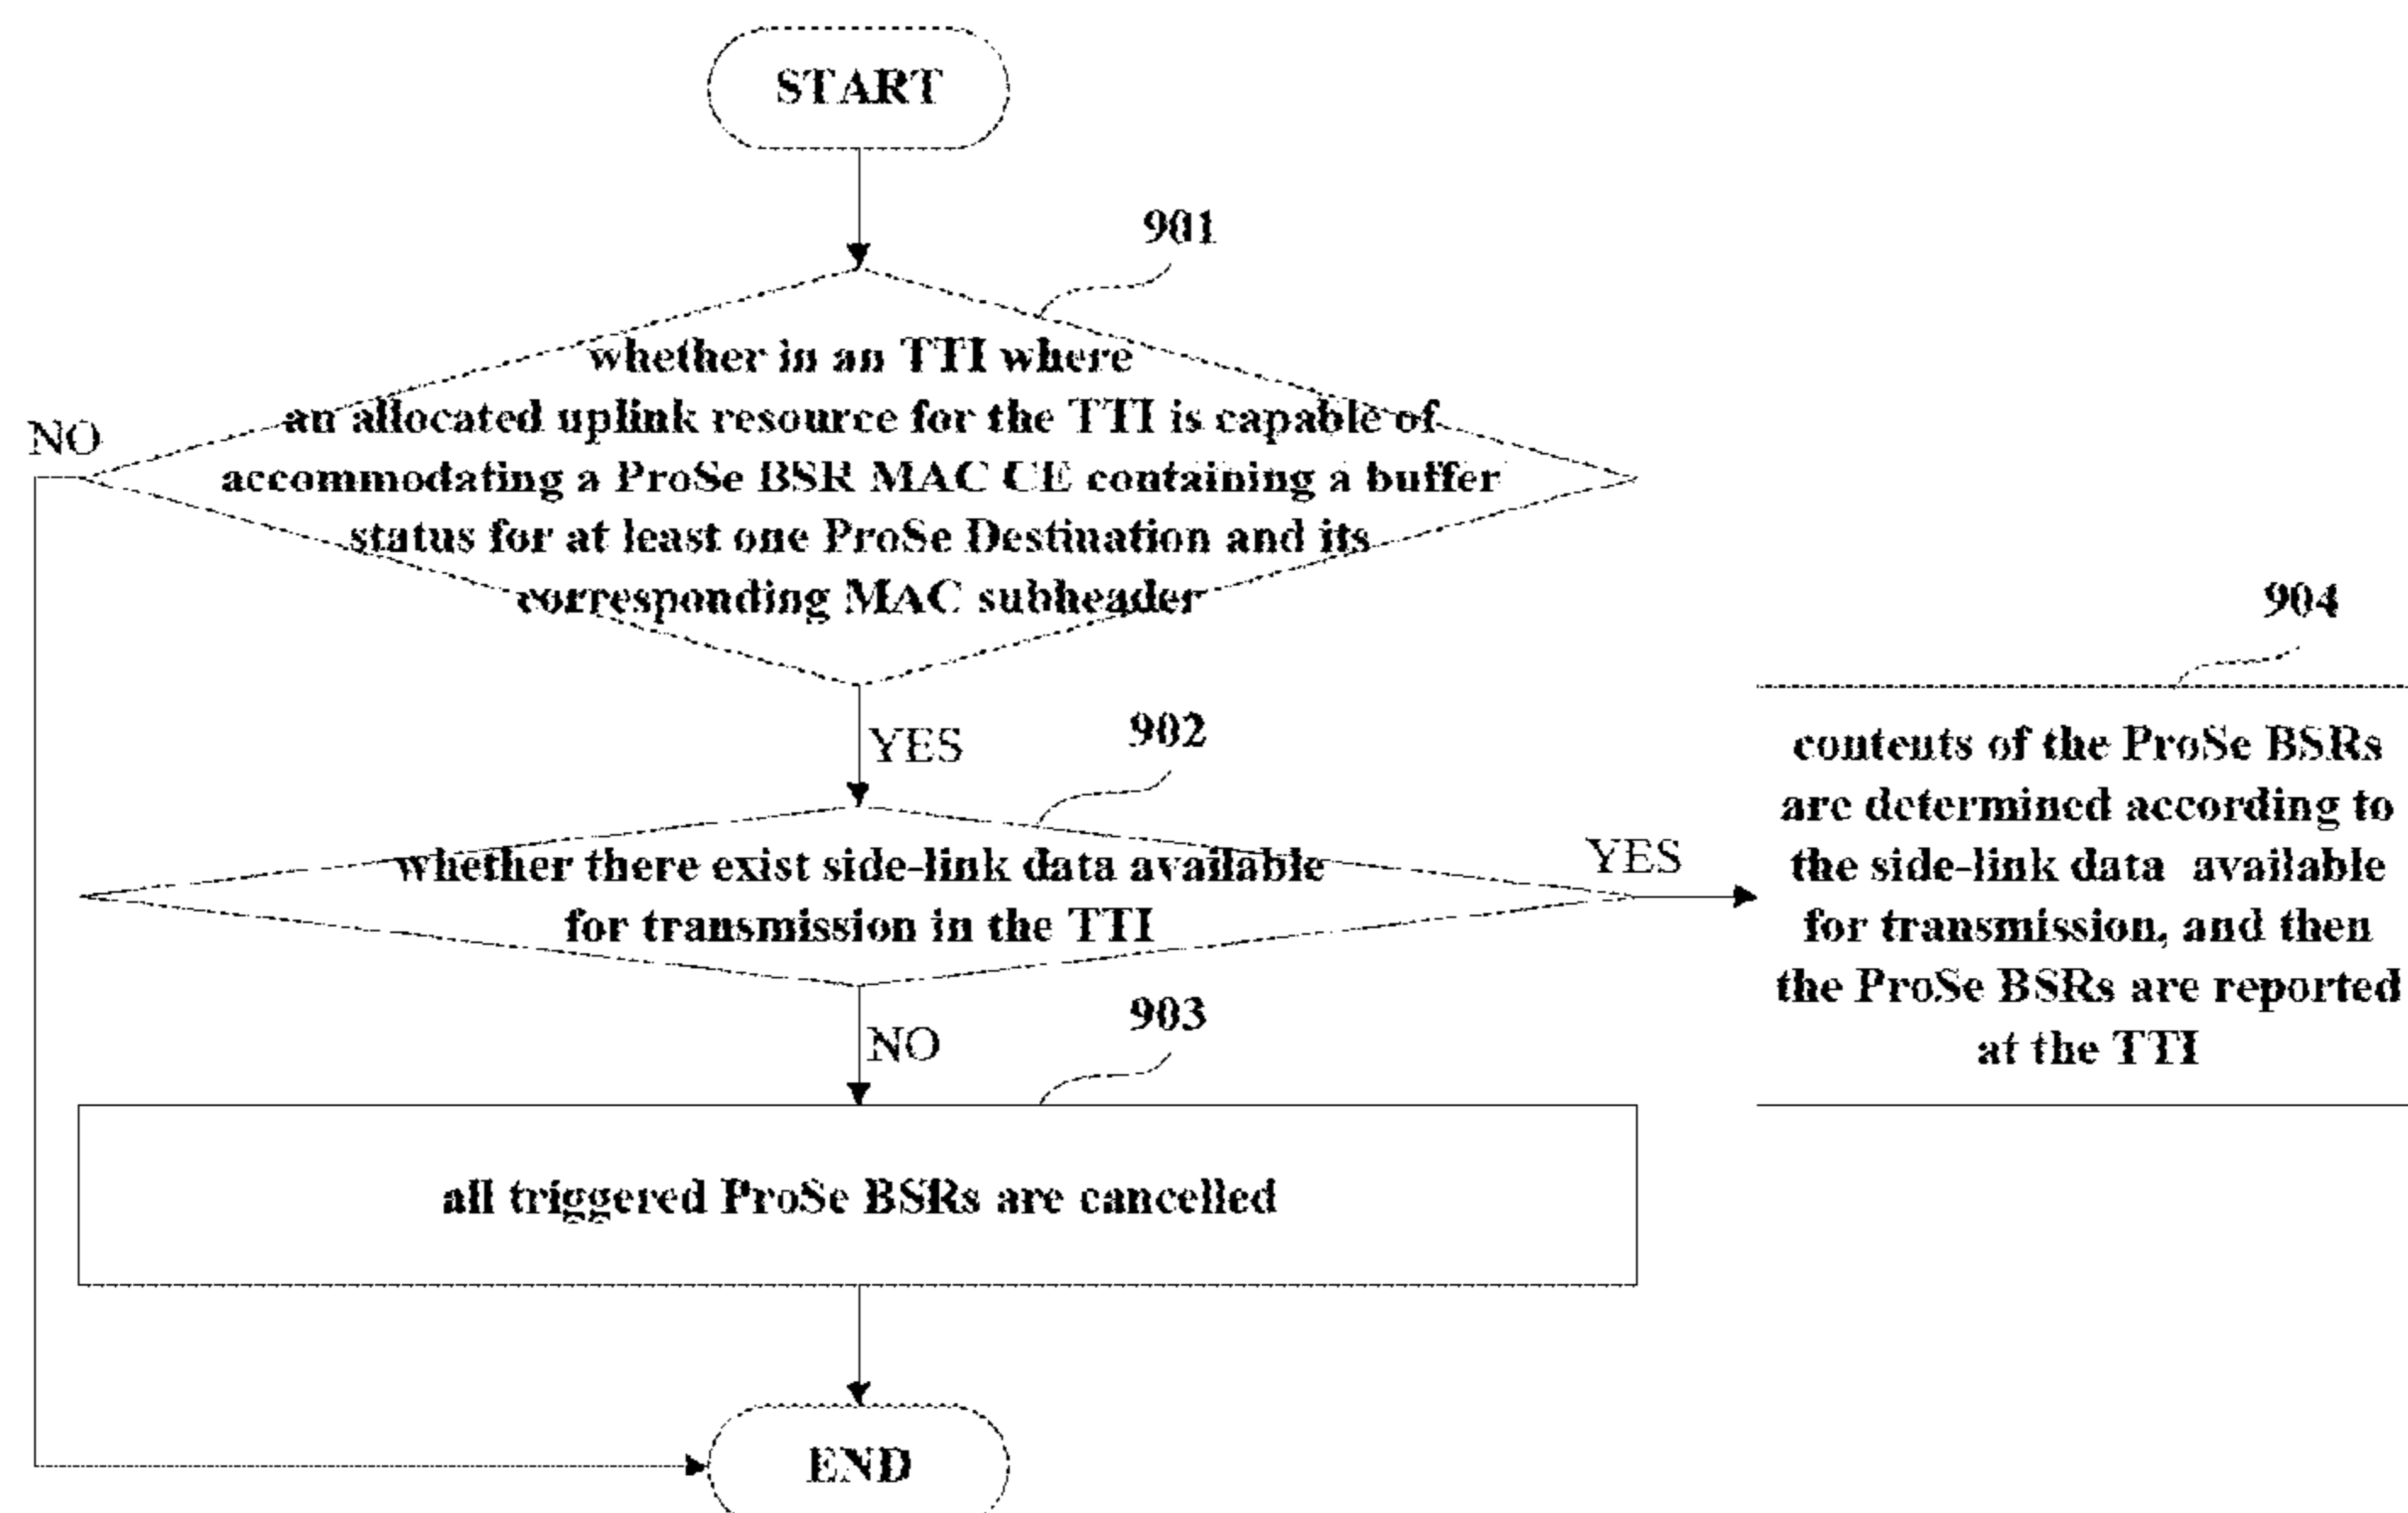 START
901
whether in an TTI where
an allocated uplink resource for the TTI is capable of
accommodating a ProSe BSR MAC CE containing a buffer
status for at least one ProSe Destination and its
corresponding MAC subheader
NO
YES
902
whether there exist side-link data available
for transmission in the TTI
YES
904
contents of the ProSe BSRs
are determined according to
the side-link data available
for transmission, and then
the ProSe BSRs are reported
at the TTI
NO
903
all triggered ProSe BSRs are cancelled
END